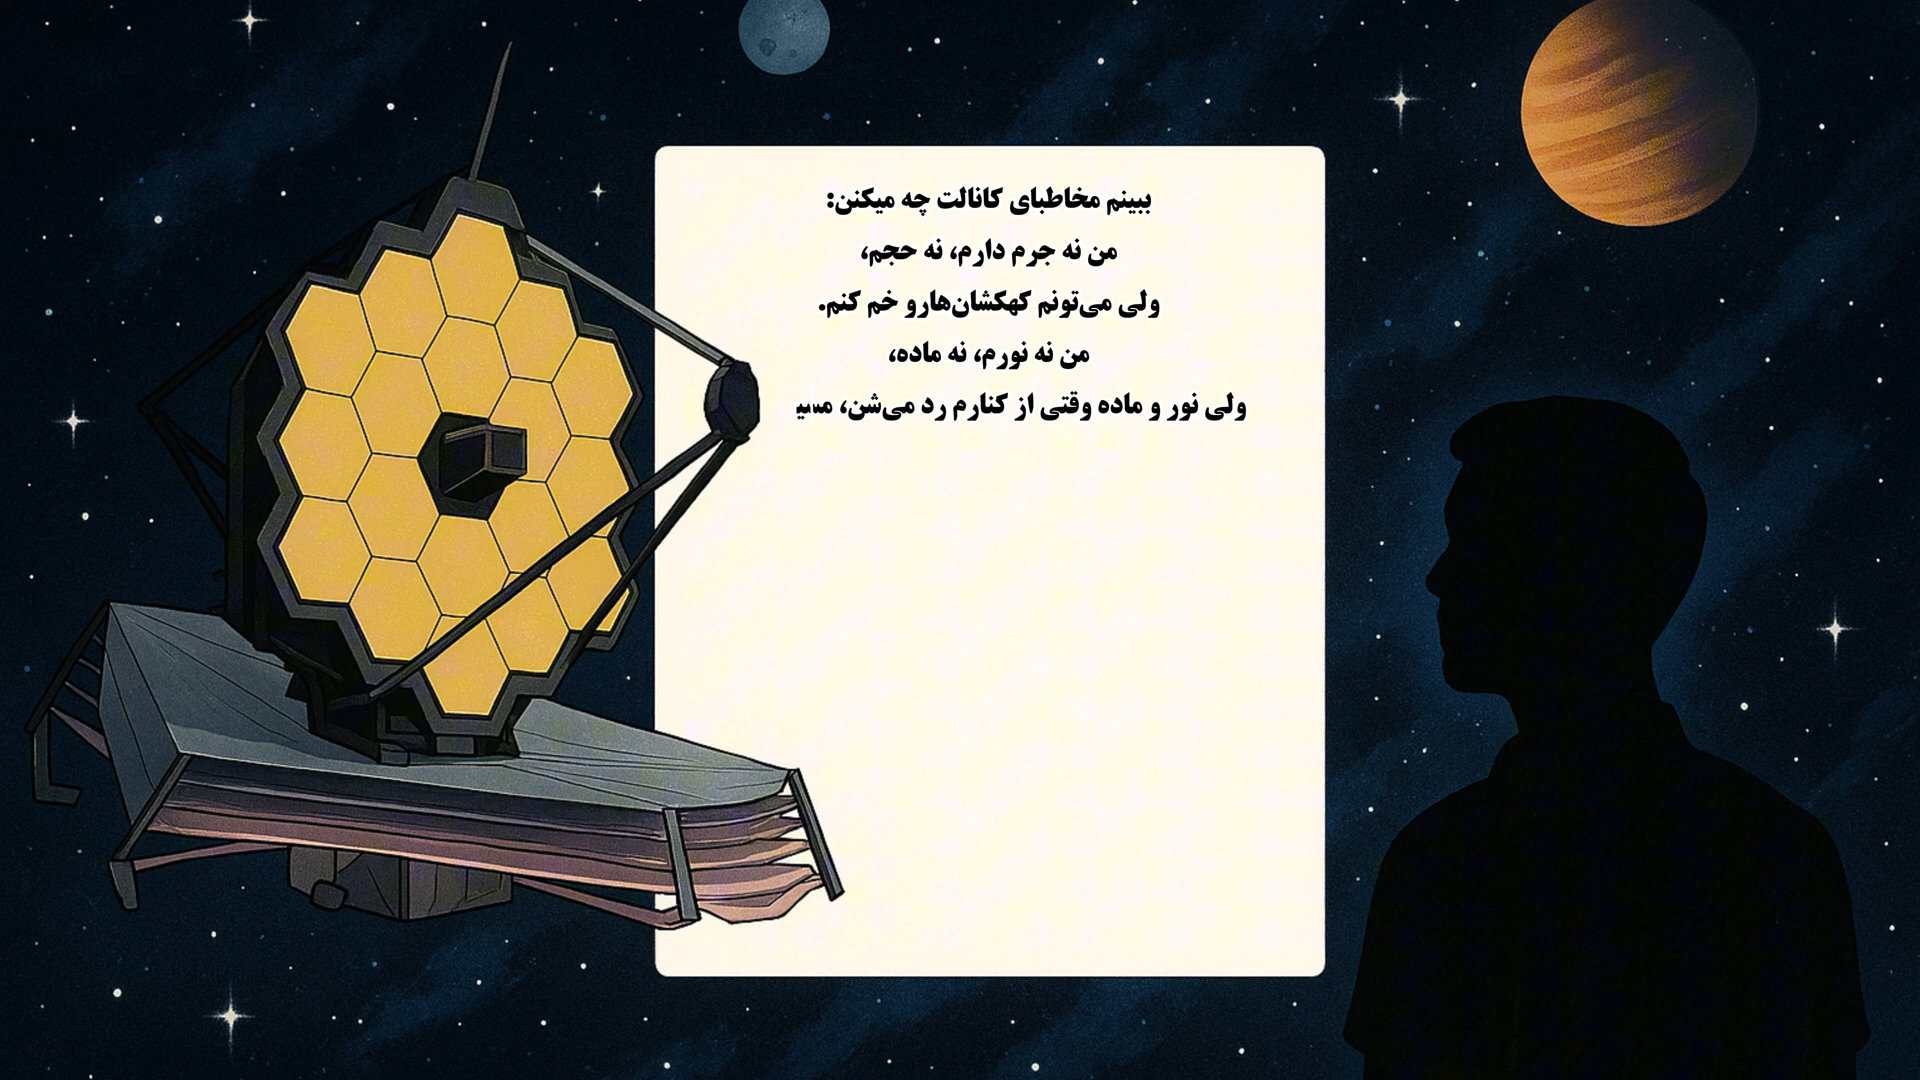 ببینم مخاطبای کانالت چه میکنن:
من نه جرم دارم، نه حجم،
ولی می‌تونم کهکشان‌هارو خم کنم.
من نه نورم، نه ماده،
ولی نور و ماده وقتی از کنارم رد می‌شن،